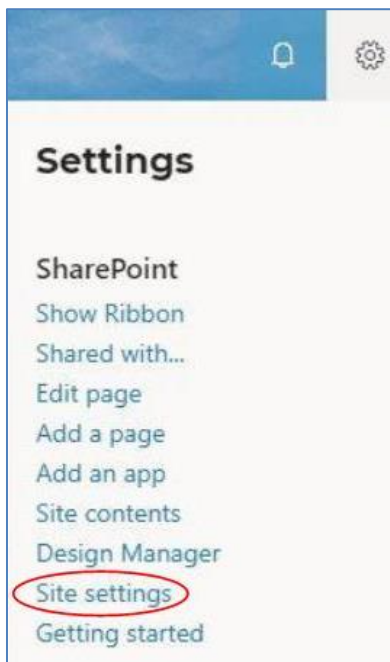 Settings
SharePoint
Show Ribbon
Shared with...
Edit page
Add a page
Add an app
Site contents
Design Manager
Site settings
Getting started